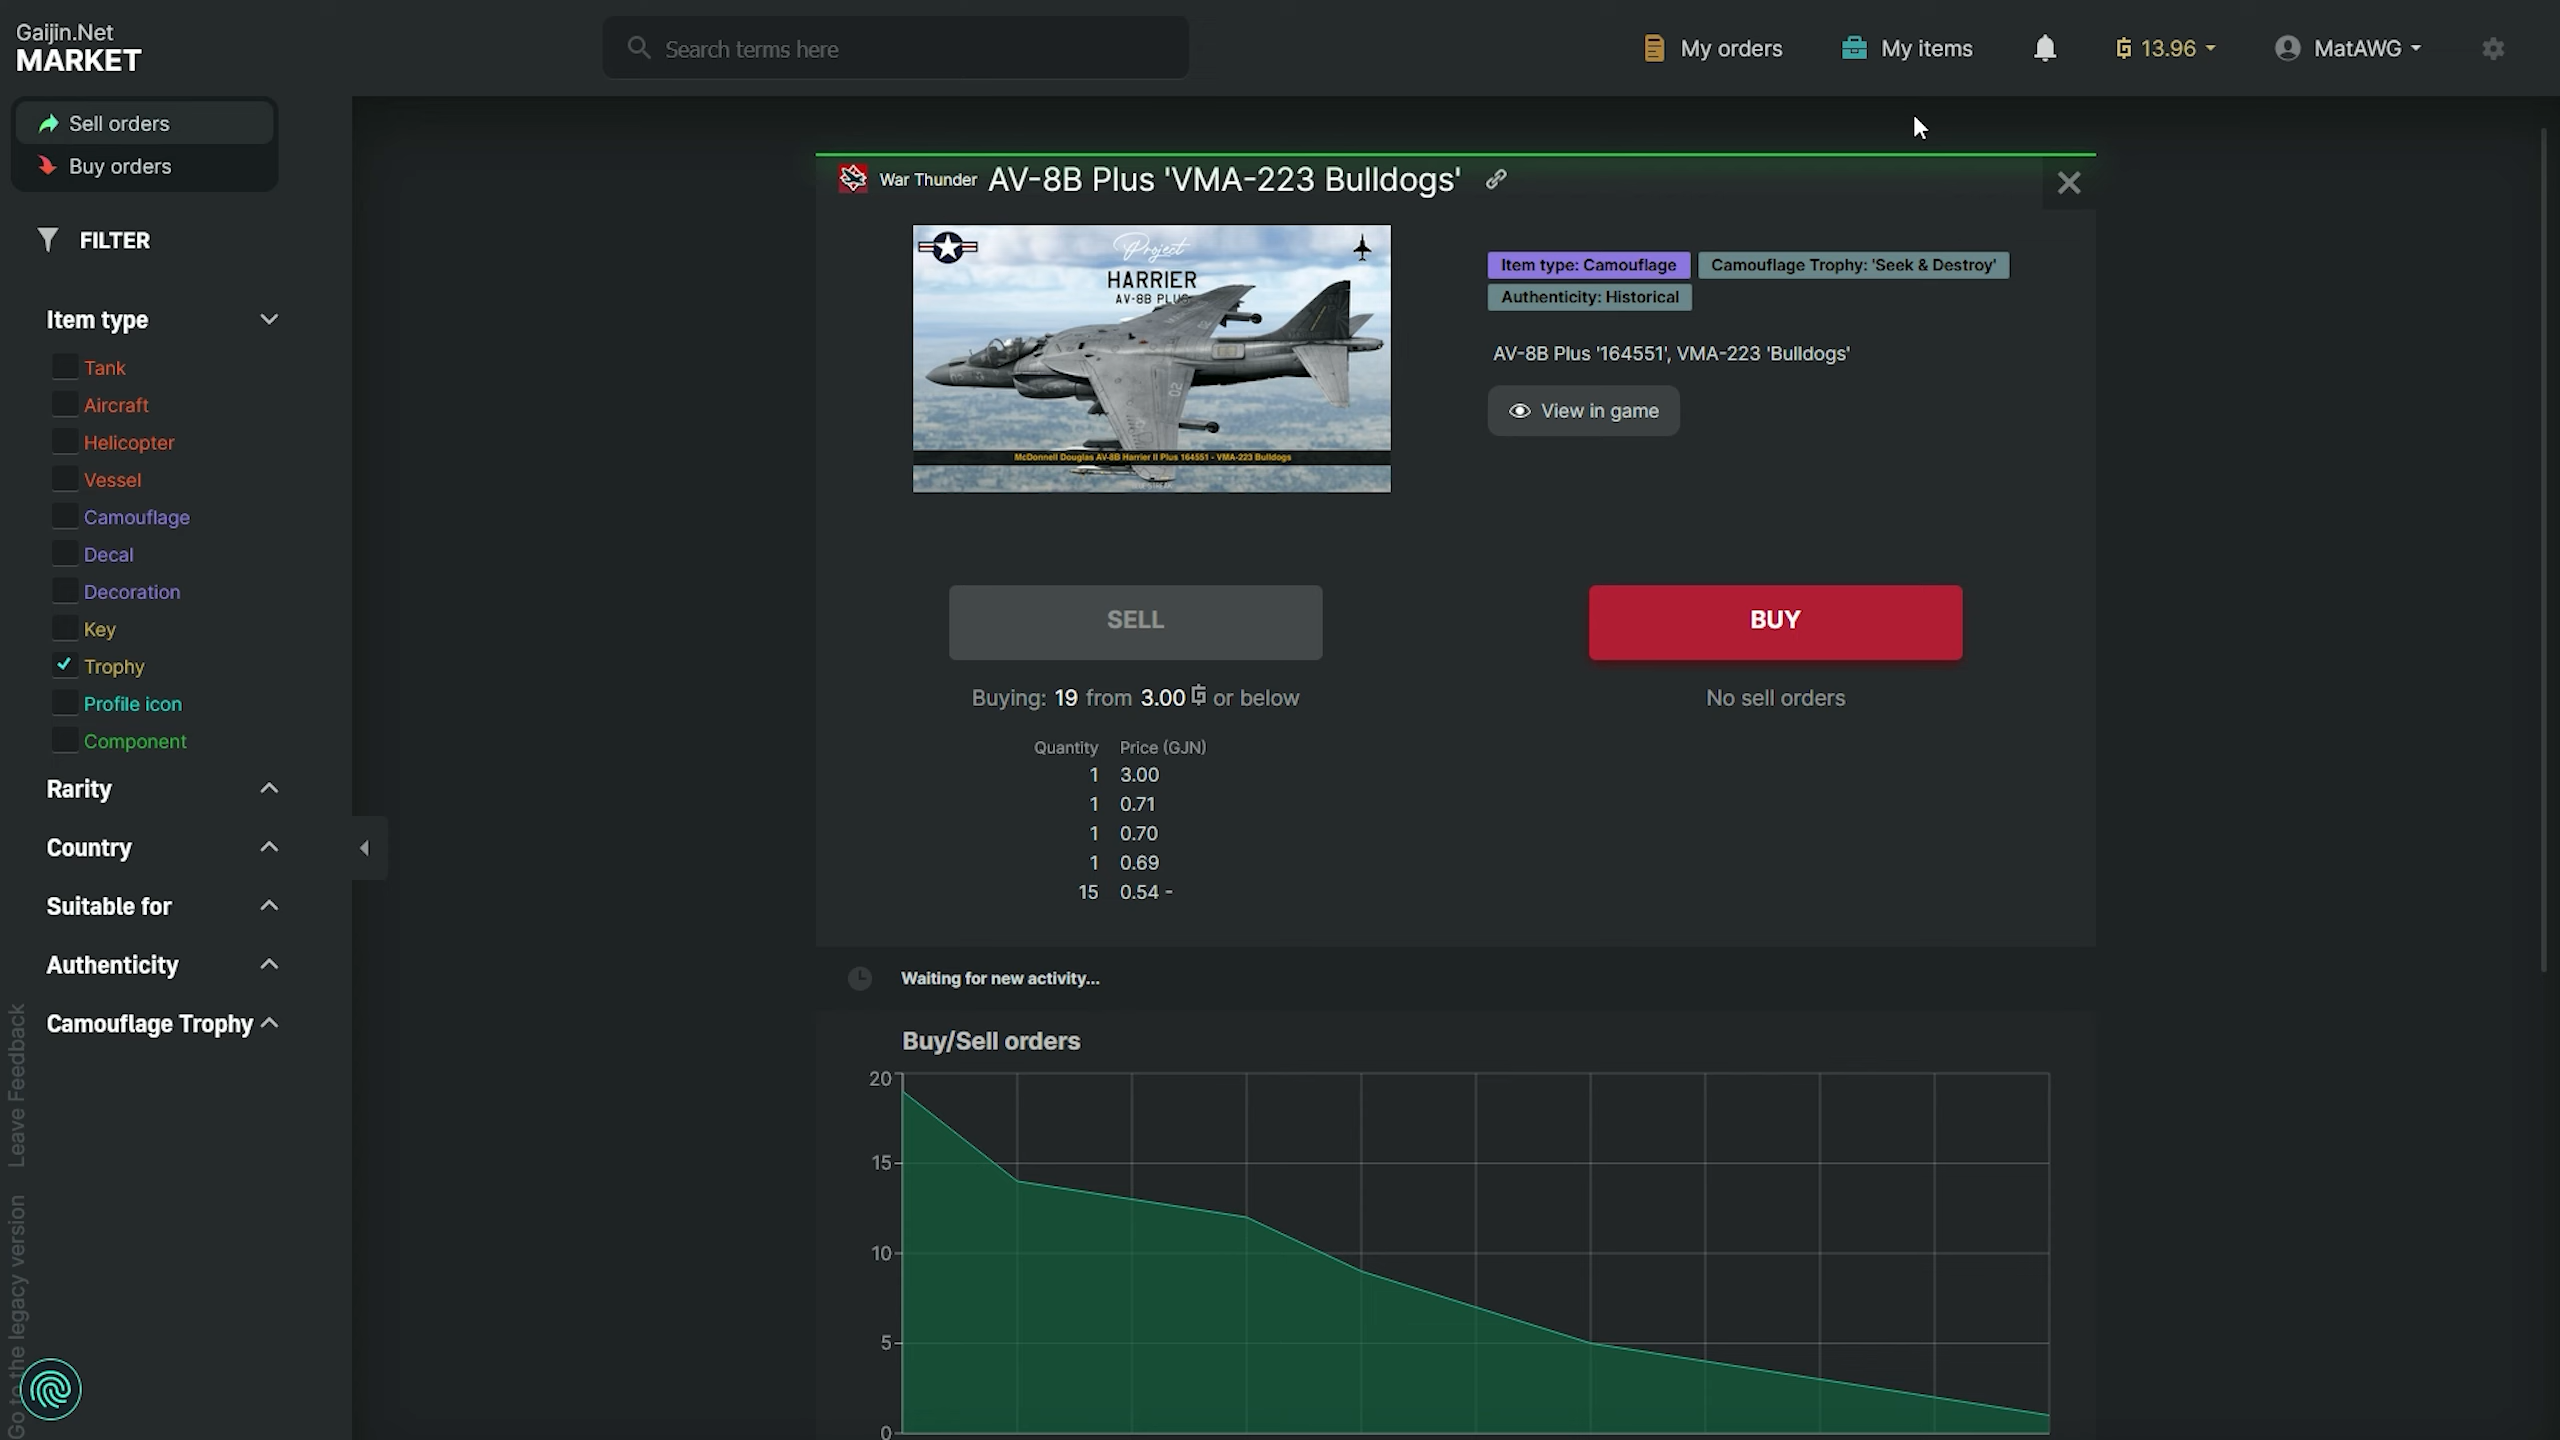 Gaijin.Net
MARKET
Search terms here
My orders
My items
13.96
MatAWG
Sell orders
Buy orders
FILTER
Item type
Tank
Aircraft
Helicopter
Vessel
Camouflage
Decal
Decoration
Key
Trophy
Profile icon
Component
Rarity
Country
Suitable for
Authenticity
Camouflage Trophy
Leave Feedback
Go to the legacy version
War Thunder AV-8B Plus 'VMA-223 Bulldogs'
Project
HARRIER
AV-8B PLUS
McDonnell Douglas AV-8B Harrier II Plus 164551 - VMA-223 Bulldogs
Item type: Camouflage
Camouflage Trophy: 'Seek & Destroy'
Authenticity: Historical
AV-8B Plus '164551', VMA-223 'Bulldogs'
View in game
SELL
Buying: 19 from 3.00 or below
Quantity Price (GJN)
1 3.00
1 0.71
1 0.70
1 0.69
15 0.54 -
BUY
No sell orders
Waiting for new activity...
Buy/Sell orders
20
15
10
5
0